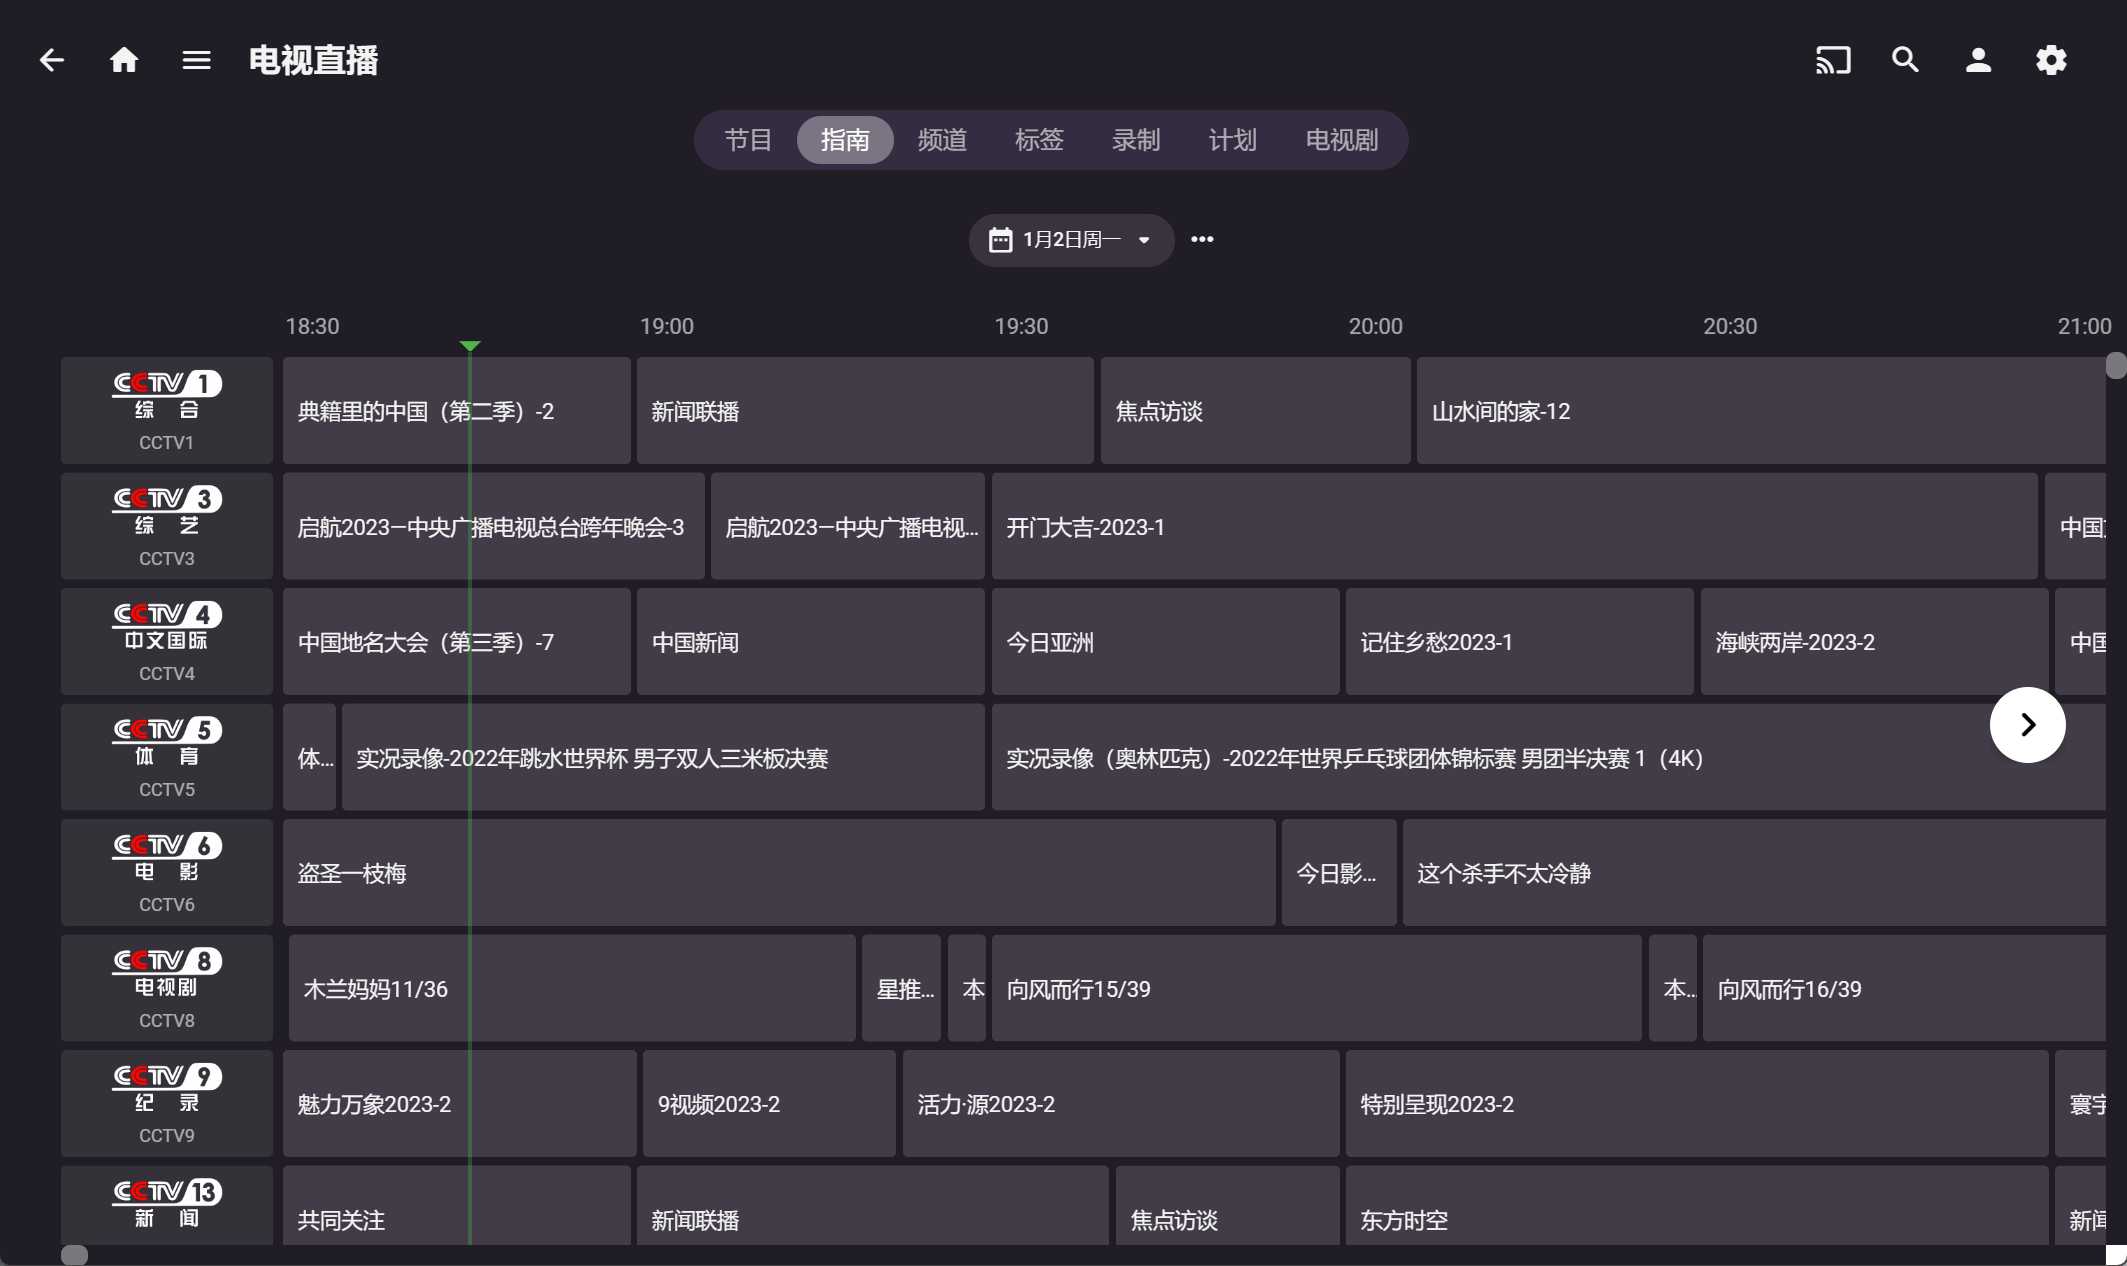 电视直播
节目 指南 频道 标签 录制 计划 电视剧
1月2日周一
18:30 19:00 19:30 20:00 20:30 21:00
CCTV 1
综合
CCTV1
典籍里的中国（第二季）-2 新闻联播 焦点访谈 山水间的家-12
CCTV 3
综艺
CCTV3
启航2023—中央广播电视总台跨年晚会-3 启航2023—中央广播电视... 开门大吉-2023-1 中国
CCTV 4
中文国际
CCTV4
中国地名大会（第三季）-7 中国新闻 今日亚洲 记住乡愁2023-1 海峡两岸-2023-2 中国
CCTV 5
体育
CCTV5
体... 实况录像-2022年跳水世界杯 男子双人三米板决赛 实况录像（奥林匹克）-2022年世界乒乓球团体锦标赛 男团半决赛 1（4K）
CCTV 6
电影
CCTV6
盗圣一枝梅 今日影... 这个杀手不太冷静
CCTV 8
电视剧
CCTV8
木兰妈妈11/36 星推... 本 向风而行15/39 本... 向风而行16/39
CCTV 9
纪录
CCTV9
魅力万象2023-2 9视频2023-2 活力·源2023-2 特别呈现2023-2 寰宇
CCTV 13
新闻
共同关注 新闻联播 焦点访谈 东方时空 新闻